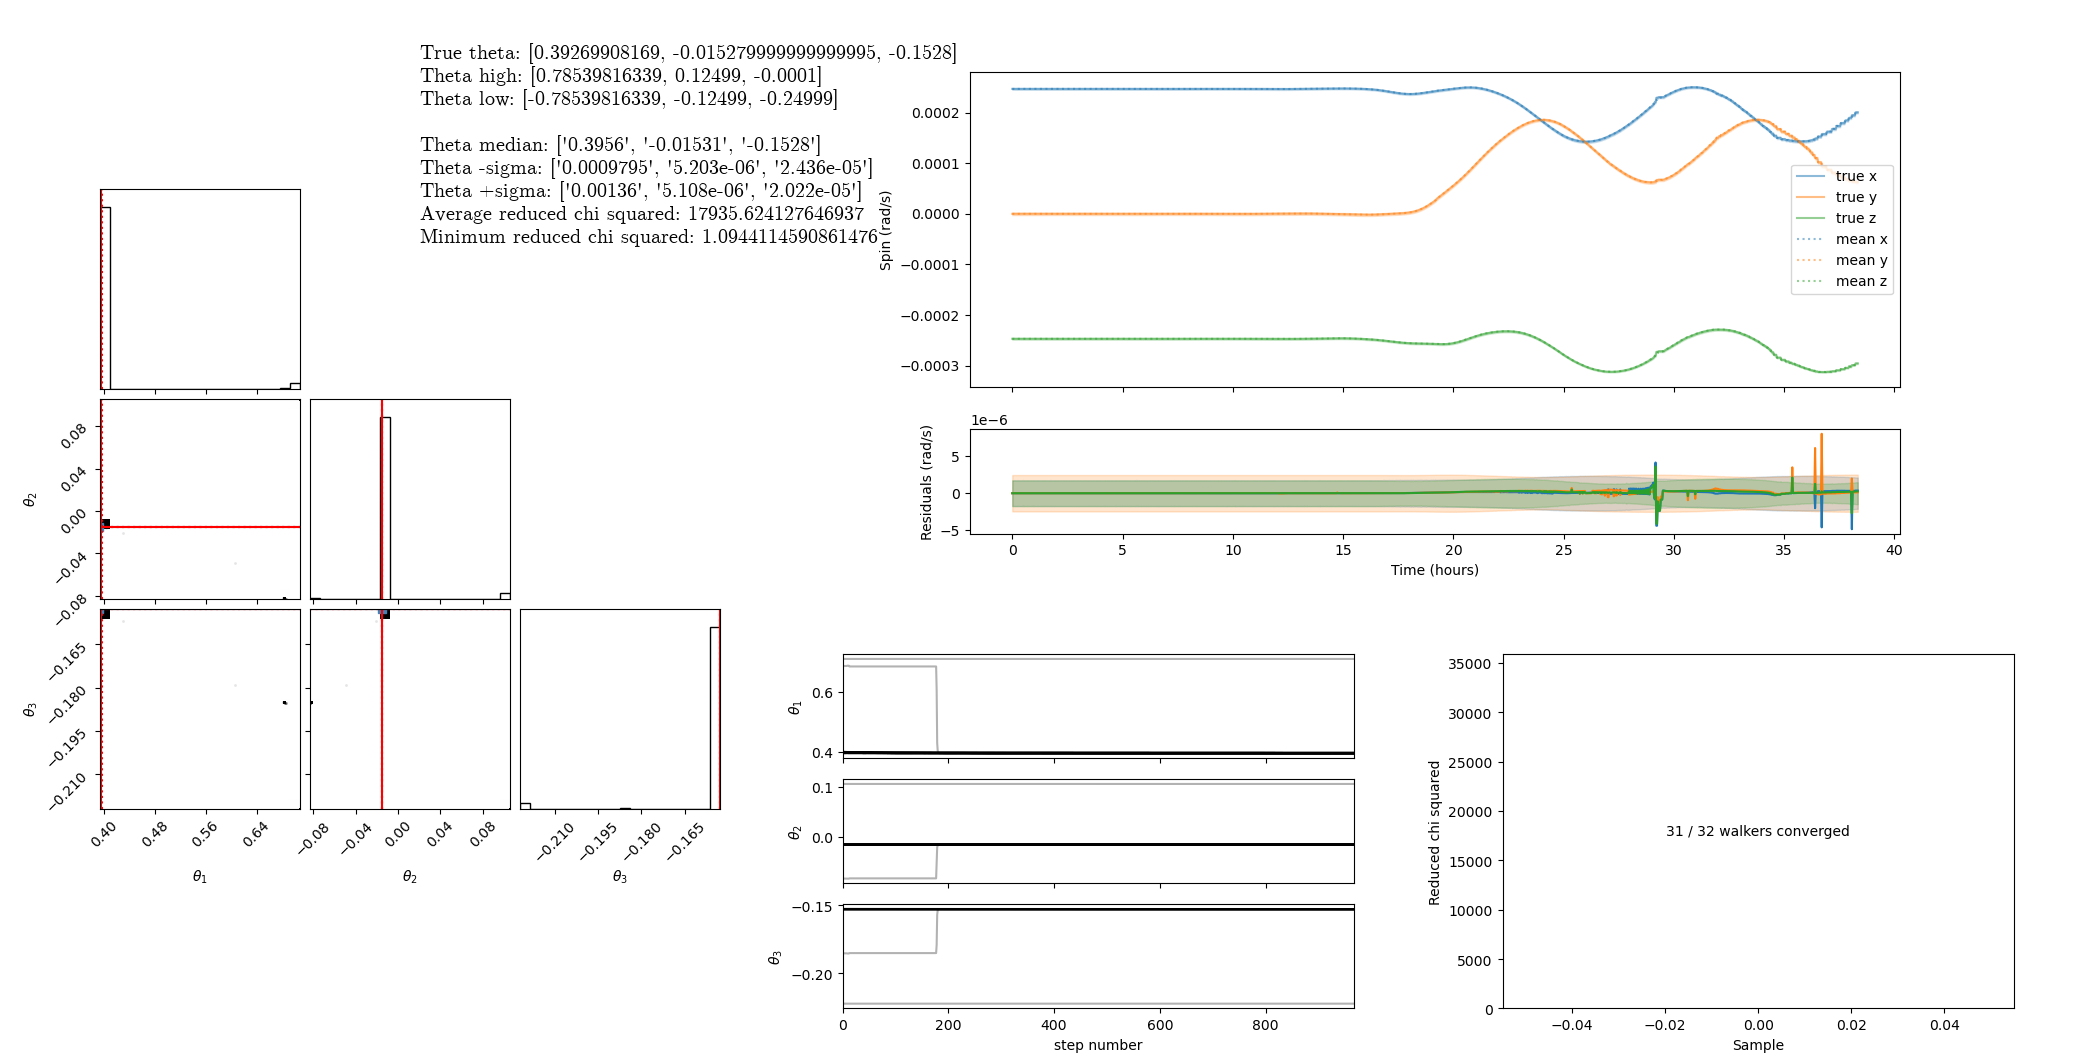 True theta: [0.39269908169, -0.015279999999999995, -0.1528]
Theta high: [0.78539816339, 0.12499, -0.0001]
Theta low: [-0.78539816339, -0.12499, -0.24999]
Theta median: ['0.3956', '-0.01531', '-0.1528']
Theta -sigma: ['0.0009795', '5.203e-06', '2.436e-05']
Theta +sigma: ['0.00136', '5.108e-06', '2.022e-05']
Average reduced chi squared: 17935.624127646937
Minimum reduced chi squared: 1.0944114590861476
θ2
0.08
0.04
0.00
−0.04
−0.08
θ3
−0.165
−0.180
−0.195
−0.210
0.40
0.48
0.56
0.64
θ1
−0.08
−0.04
0.00
0.04
0.08
θ2
−0.210
−0.195
−0.180
−0.165
θ3
Spin (rad/s)
0.0002
0.0001
0.0000
−0.0001
−0.0002
−0.0003
true x
true y
true z
mean x
mean y
mean z
1e−6
Residuals (rad/s)
5
0
−5
0
5
10
15
20
25
30
35
40
Time (hours)
θ1
0.6
0.4
θ2
0.1
0.0
θ3
−0.15
−0.20
0
200
400
600
800
step number
Reduced chi squared
35000
30000
25000
20000
15000
10000
5000
0
31 / 32 walkers converged
−0.04
−0.02
0.00
0.02
0.04
Sample